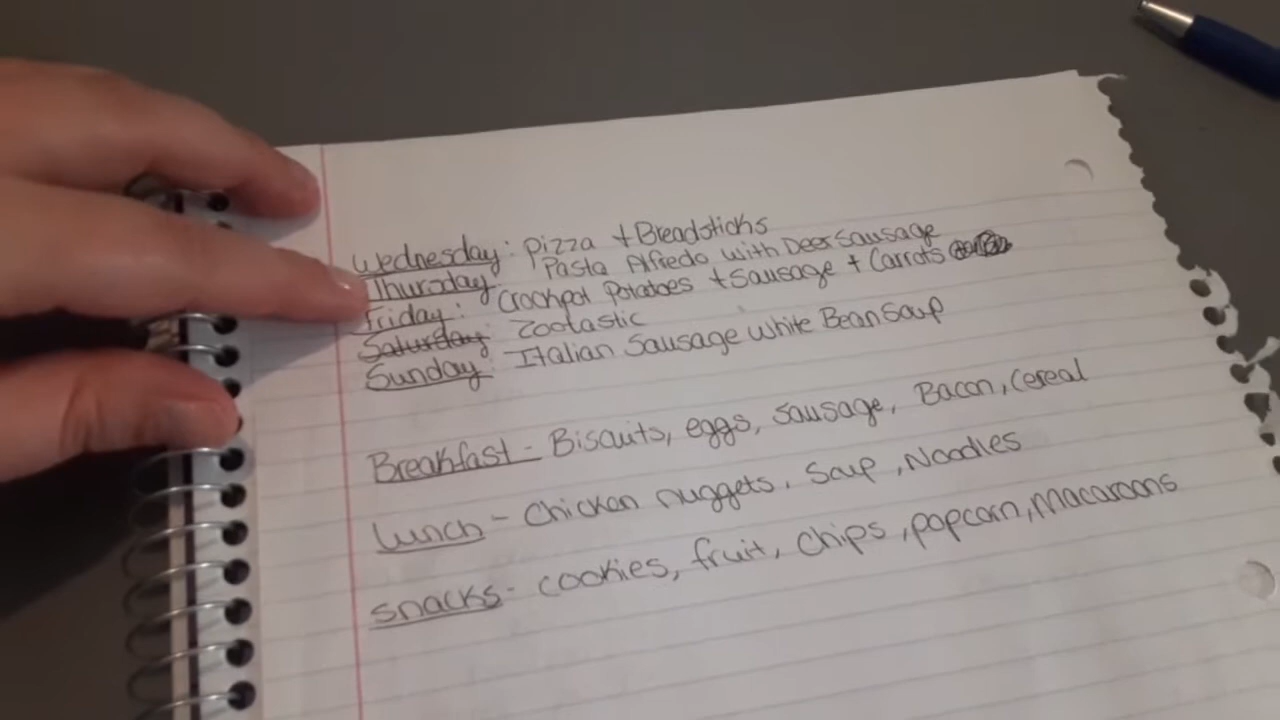 Wednesday: Pizza + Breadsticks
Thursday: Pasta Alfredo with Deer Sausage
Friday: Crockpot Potatoes + Sausage + Carrots
Saturday: Zootastic
Sunday: Italian Sausage White Bean Soup
Breakfast - Biscuits, eggs, sausage, Bacon, Cereal
Lunch - Chicken nuggets, Soup, Noodles
Snacks - cookies, fruit, Chips, popcorn, Macaroons